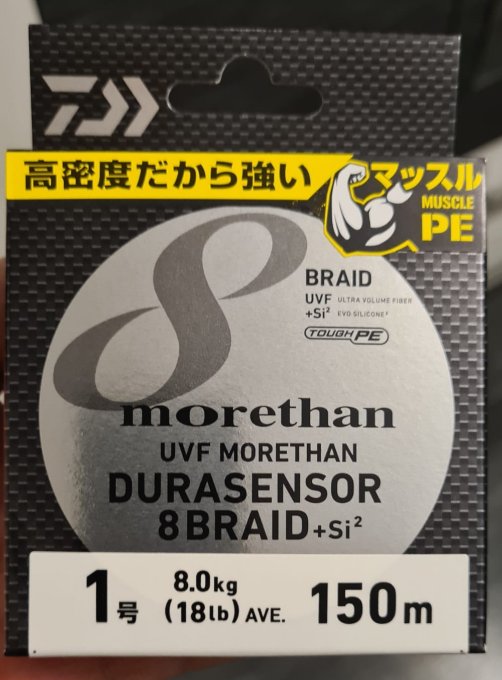 高密度だから強い
マッスル
MUSCLE
PE
8
BRAID
UVF ULTRA VOLUME FIBER
+Si² EVO SILICONE²
TOUGH PE
morethan
UVF MORETHAN
DURASENSOR
8BRAID+Si²
1号 8.0kg (18lb) AVE. 150m